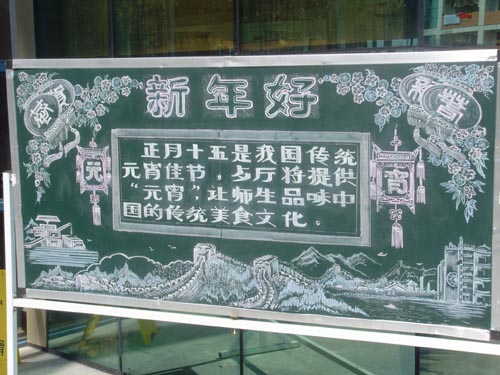 新年好
元
宵
正月十五是我国传统
元宵佳节，歺厅将提供
“元宵”，让师生品味中
国的传统美食文化。